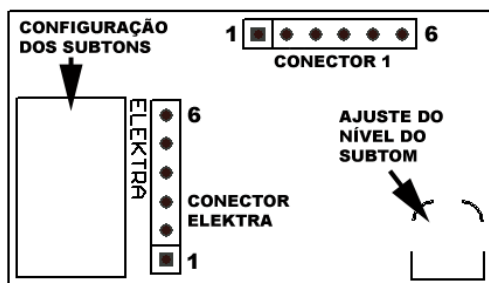 CONFIGURAÇÃO
DOS SUBTONS
1 6
CONECTOR 1
ELEKTRA
6
CONECTOR
ELEKTRA
1
AJUSTE DO
NÍVEL DO
SUBTOM